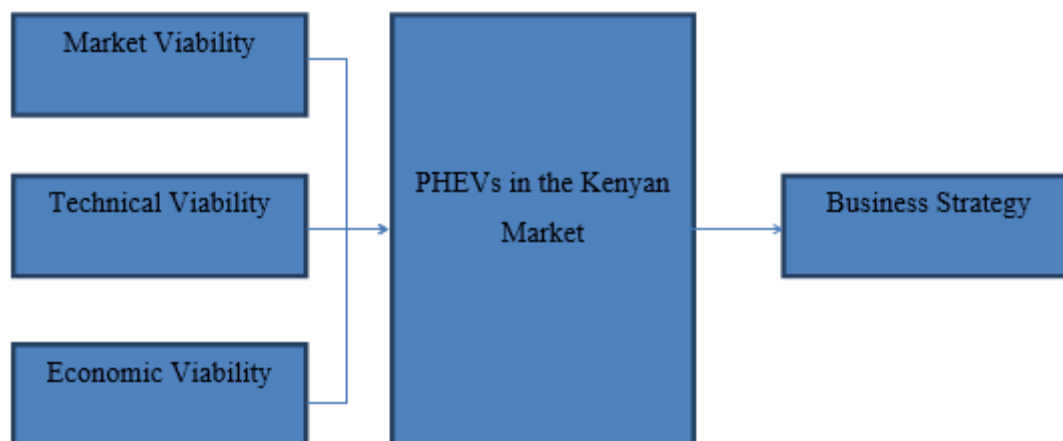 Market Viability
Technical Viability
Economic Viability
PHEVs in the Kenyan
Market
Business Strategy